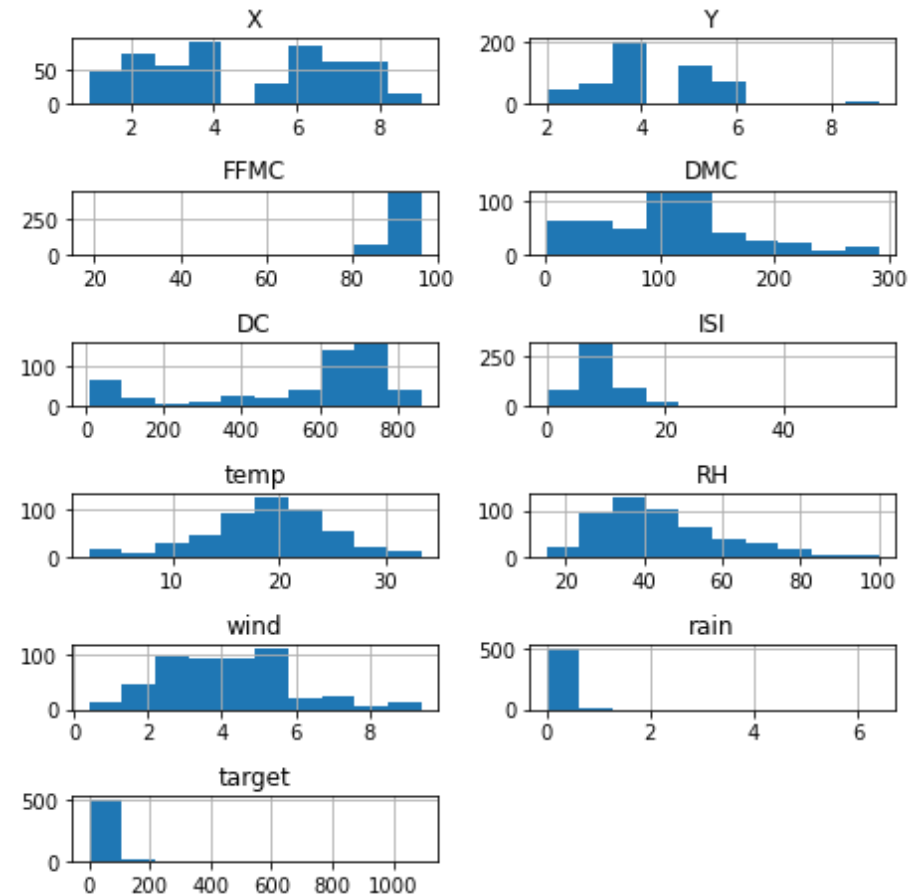 X
50
0
2 4 6 8
Y
200
0
2 4 6 8
FFMC
250
0
20 40 60 80 100
DMC
100
0
0 100 200 300
DC
100
0
0 200 400 600 800
ISI
250
0
0 20 40
temp
100
0
10 20 30
RH
100
0
20 40 60 80 100
wind
100
0
0 2 4 6 8
rain
500
0
0 2 4 6
target
500
0
0 200 400 600 800 1000